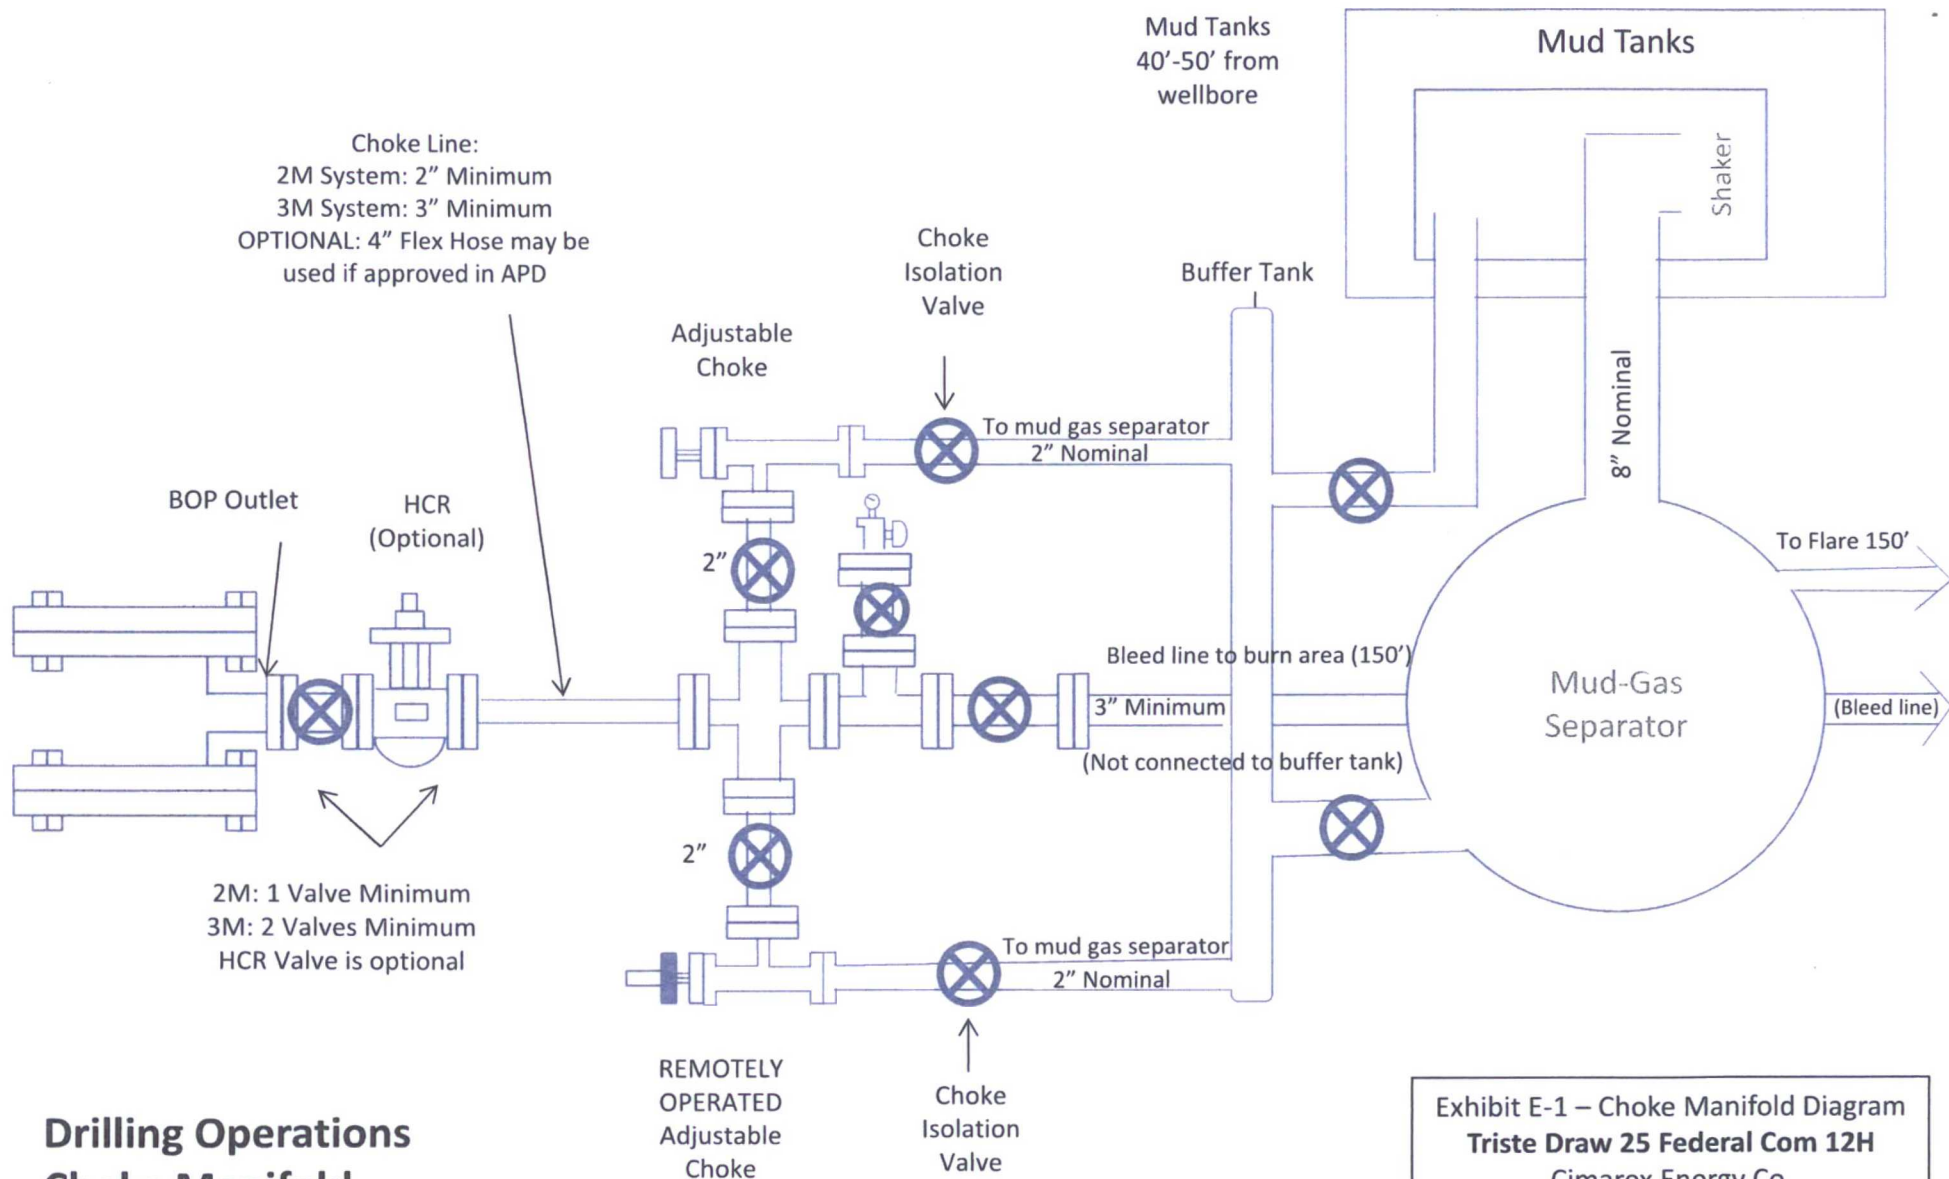 Mud Tanks
40’-50’ from
wellbore
Mud Tanks
Shaker
Choke Line:
2M System: 2” Minimum
3M System: 3” Minimum
OPTIONAL: 4” Flex Hose may be
used if approved in APD
Choke
Isolation
Valve
Buffer Tank
Adjustable
Choke
8” Nominal
To mud gas separator
2” Nominal
BOP Outlet
HCR
(Optional)
2”
To Flare 150’
Bleed line to burn area (150’)
3” Minimum
(Not connected to buffer tank)
Mud-Gas
Separator
(Bleed line)
2”
2M: 1 Valve Minimum
3M: 2 Valves Minimum
HCR Valve is optional
To mud gas separator
2” Nominal
REMOTELY
OPERATED
Adjustable
Choke
Choke
Isolation
Valve
Drilling Operations
Choke Manifold
Exhibit E-1 – Choke Manifold Diagram
Triste Draw 25 Federal Com 12H
Cimarex Energy Co.